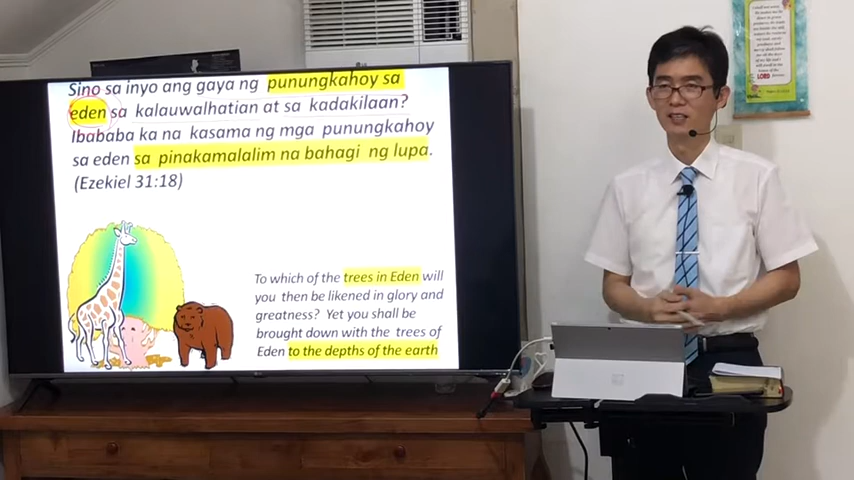 Sino sa inyo ang gaya ng punungkahoy sa
eden sa kalauwalhatian at sa kadakilaan?
Ibababa ka na kasama ng mga punungkahoy
sa eden sa pinakamalalim na bahagi ng lupa.
(Ezekiel 31:18)
To which of the trees in Eden will
you then be likened in glory and
greatness? Yet you shall be
brought down with the trees of
Eden to the depths of the earth
LORD
LG